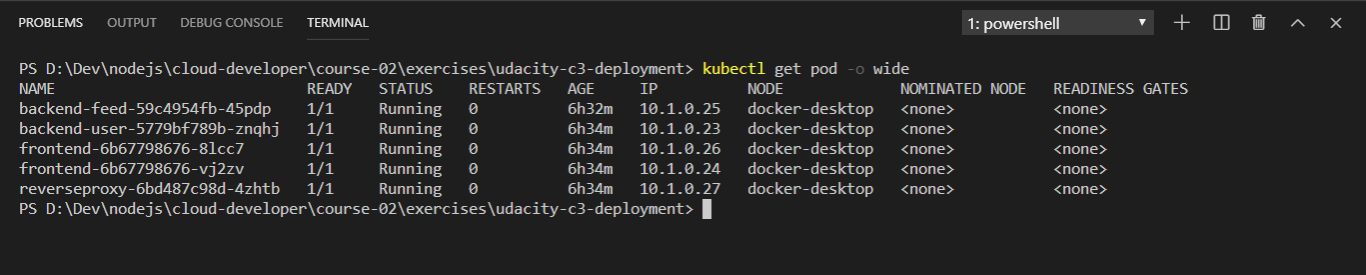 PROBLEMS OUTPUT DEBUG CONSOLE TERMINAL 1: powershell
PS D:\Dev\nodejs\cloud-developer\course-02\exercises\udacity-c3-deployment> kubectl get pod -o wide
NAME READY STATUS RESTARTS AGE IP NODE NOMINATED NODE READINESS GATES
backend-feed-59c4954fb-45pdp 1/1 Running 0 6h32m 10.1.0.25 docker-desktop <none> <none>
backend-user-5779bf789b-znqhj 1/1 Running 0 6h34m 10.1.0.23 docker-desktop <none> <none>
frontend-6b67798676-8lcc7 1/1 Running 0 6h34m 10.1.0.26 docker-desktop <none> <none>
frontend-6b67798676-vj2zv 1/1 Running 0 6h34m 10.1.0.24 docker-desktop <none> <none>
reverseproxy-6bd487c98d-4zhtb 1/1 Running 0 6h34m 10.1.0.27 docker-desktop <none> <none>
PS D:\Dev\nodejs\cloud-developer\course-02\exercises\udacity-c3-deployment>